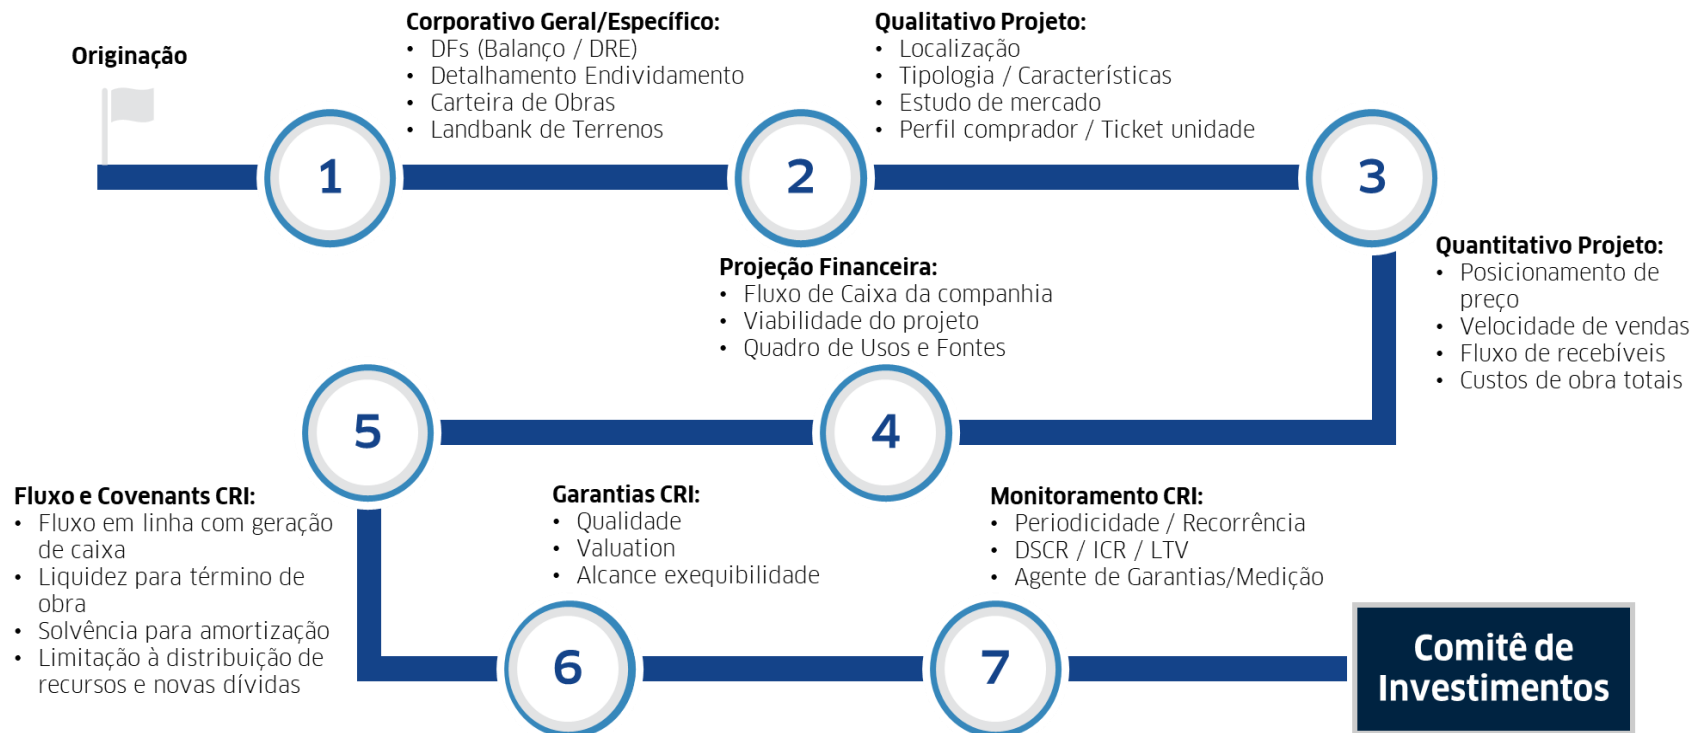 Originação
Corporativo Geral/Específico:
• DFs (Balanço / DRE)
• Detalhamento Endividamento
• Carteira de Obras
• Landbank de Terrenos
Qualitativo Projeto:
• Localização
• Tipologia / Características
• Estudo de mercado
• Perfil comprador / Ticket unidade
1
2
3
Quantitativo Projeto:
• Posicionamento de
preço
• Velocidade de vendas
• Fluxo de recebíveis
• Custos de obra totais
Projeção Financeira:
• Fluxo de Caixa da companhia
• Viabilidade do projeto
• Quadro de Usos e Fontes
4
5
Fluxo e Covenants CRI:
• Fluxo em linha com geração
de caixa
• Liquidez para término de
obra
• Solvência para amortização
• Limitação à distribuição de
recursos e novas dívidas
Garantias CRI:
• Qualidade
• Valuation
• Alcance exequibilidade
6
Monitoramento CRI:
• Periodicidade / Recorrência
• DSCR / ICR / LTV
• Agente de Garantias/Medição
7
Comitê de
Investimentos